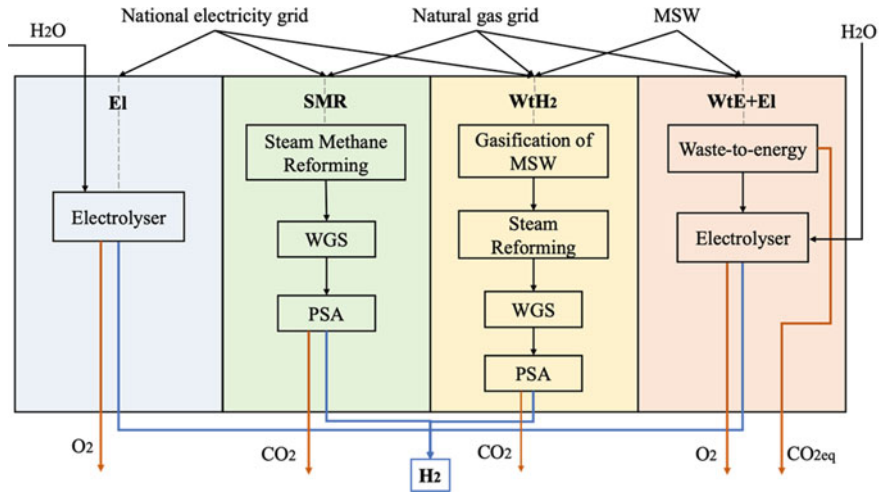 National electricity grid
Natural gas grid
MSW
H2O
H2O
El
SMR
WtH2
WtE+El
Steam Methane
Reforming
Gasification of
MSW
Waste-to-energy
Electrolyser
WGS
Steam
Reforming
Electrolyser
PSA
WGS
PSA
O2
CO2
CO2
O2
CO2eq
H2